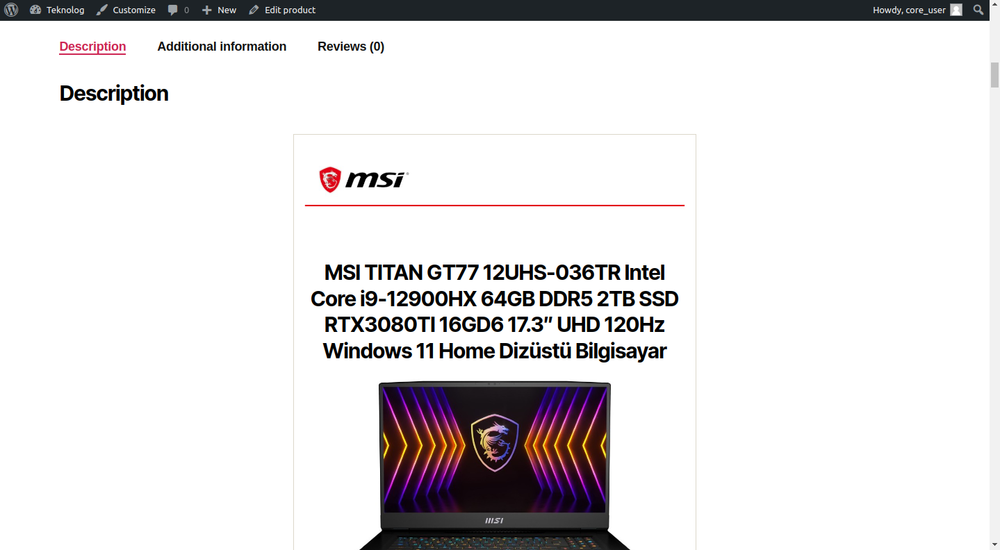 Teknolog Customize 0 New Edit product Howdy, core_user
Description Additional information Reviews (0)
Description
msi
MSI TITAN GT77 12UHS-036TR Intel
Core i9-12900HX 64GB DDR5 2TB SSD
RTX3080TI 16GD6 17.3″ UHD 120Hz
Windows 11 Home Dizüstü Bilgisayar
msi